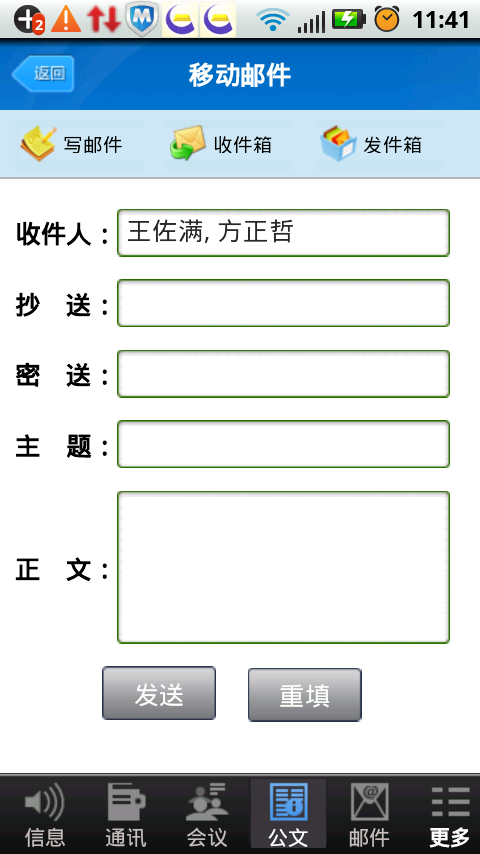 2 M 11:41
返回 移动邮件
写邮件 收件箱 发件箱
收件人： 王佐满, 方正哲
抄 送：
密 送：
主 题：
正 文：
发送 重填
信息 通讯 会议 公文 邮件 更多